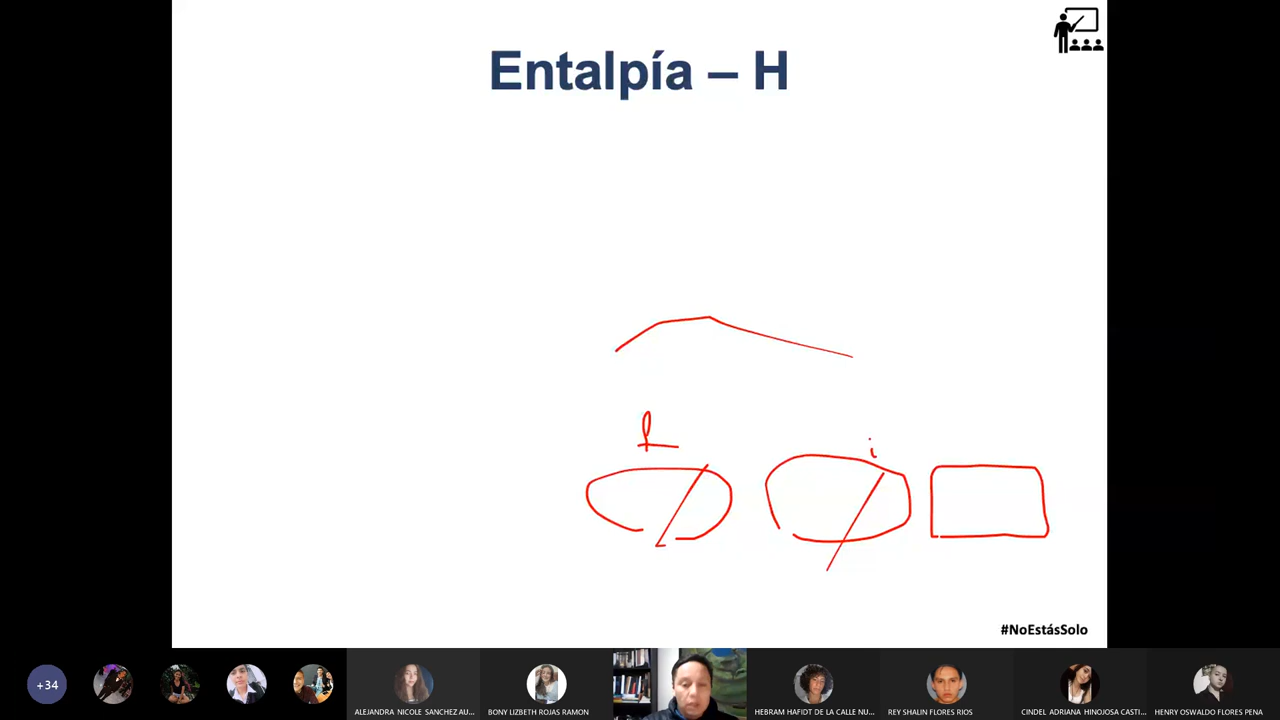 Entalpía – H
f
i
#NoEstásSolo
+34
ALEJANDRA NICOLE SANCHEZ AU...
BONY LIZBETH ROJAS RAMON
HEBRAM HAFIDT DE LA CALLE NU...
REY SHALIN FLORES RIOS
CINDEL ADRIANA HINOJOSA CASTI...
HENRY OSWALDO FLORES PENA